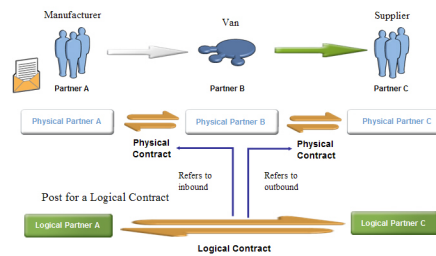 Manufacturer
Van
Supplier
Partner A
Partner B
Partner C
Physical Partner A
Physical Partner B
Physical Partner C
Physical
Contract
Physical
Contract
Refers to
inbound
Refers to
outbound
Post for a Logical Contract
Logical Partner A
Logical Partner C
Logical Contract